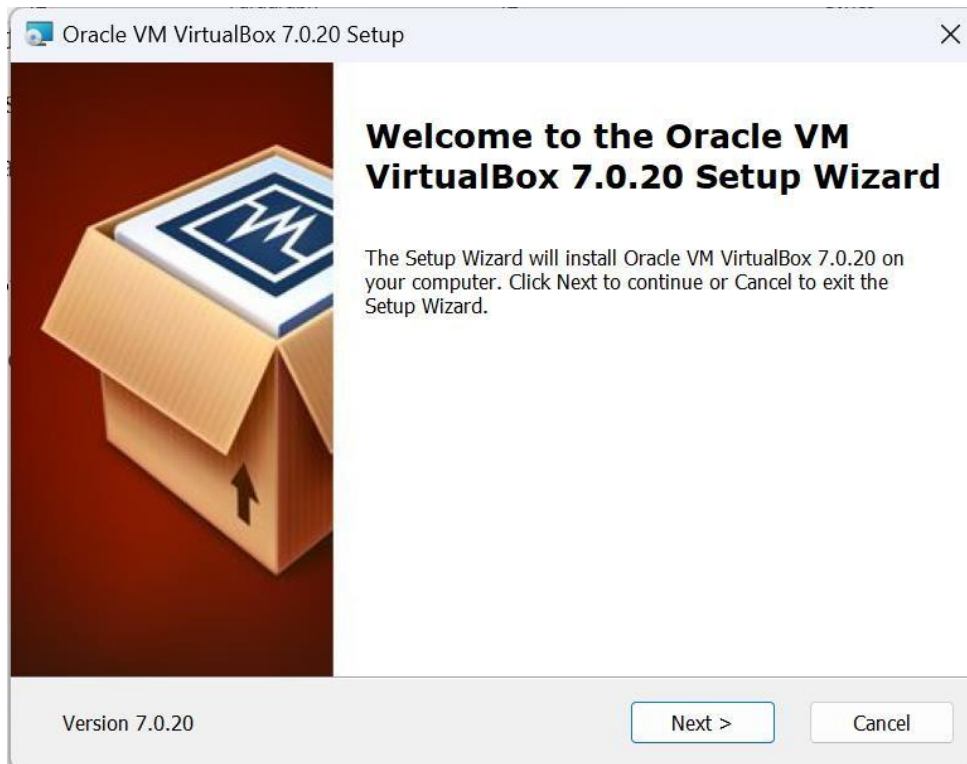 Oracle VM VirtualBox 7.0.20 Setup
Welcome to the Oracle VM
VirtualBox 7.0.20 Setup Wizard
The Setup Wizard will install Oracle VM VirtualBox 7.0.20 on
your computer. Click Next to continue or Cancel to exit the
Setup Wizard.
Version 7.0.20
Next >
Cancel